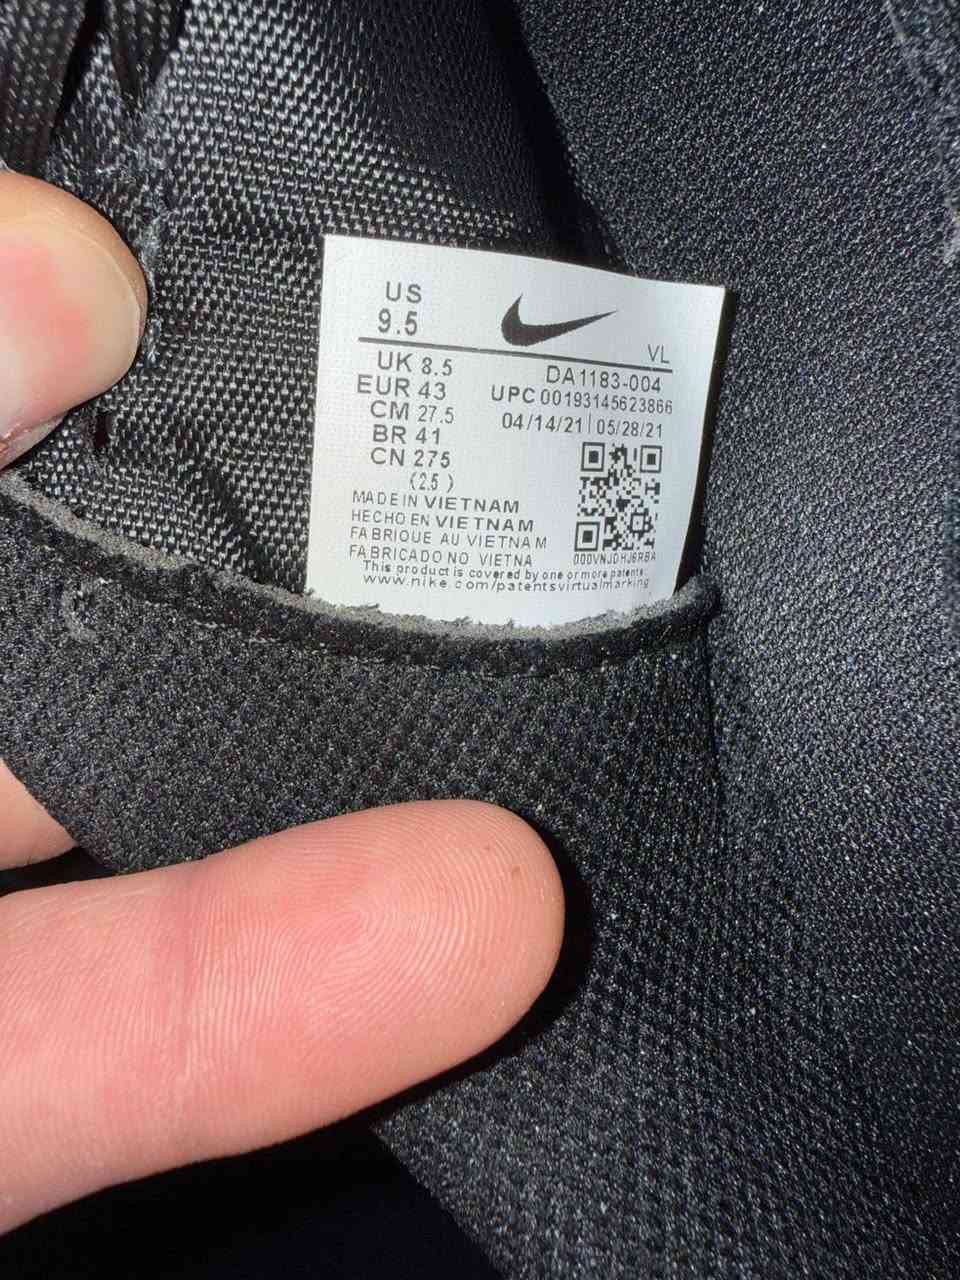 US
9.5
VL
UK 8.5
EUR 43
CM 27.5
BR 41
CN 275
(2.5)
DA1183-004
UPC 00193145623866
04/14/21 | 05/28/21
000VNJDHJ6RBA
MADE IN VIETNAM
HECHO EN VIETNAM
FABRIQUE AU VIETNAM
FABRICADO NO VIETNA
This product is covered by one or more patents.
www.nike.com/patentsvirtualmarking